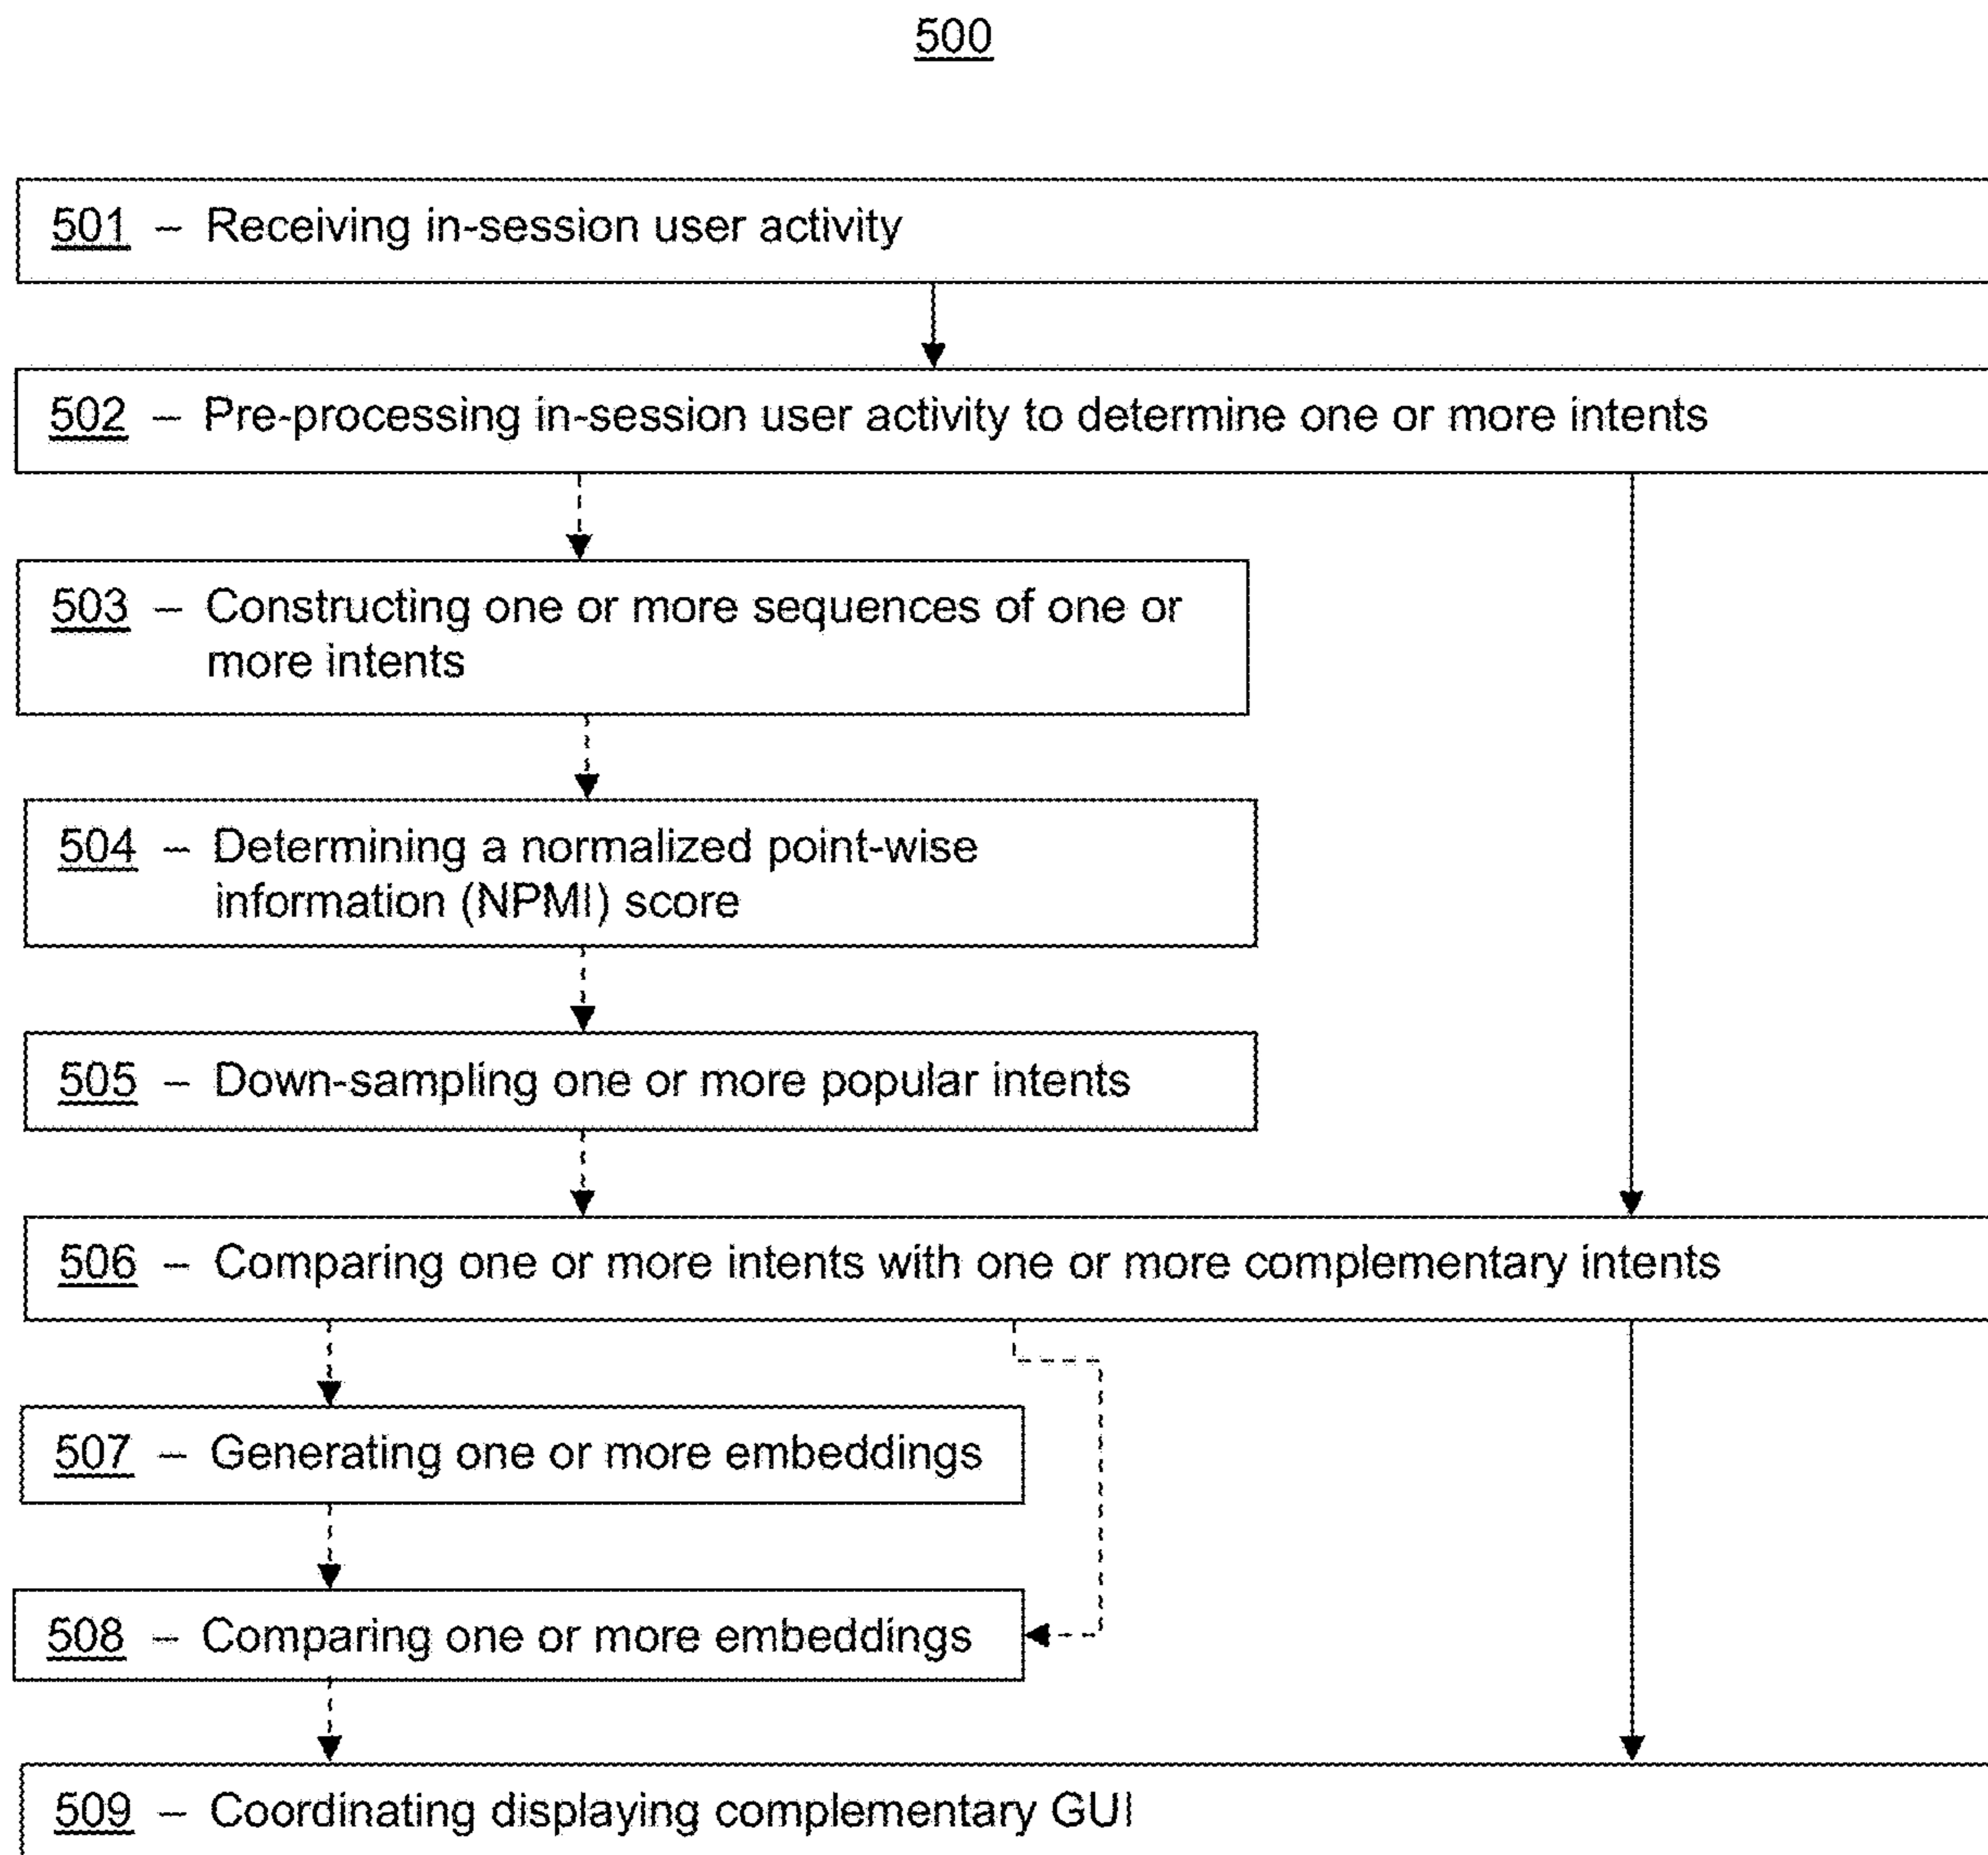 500
501 – Receiving in-session user activity
502 – Pre-processing in-session user activity to determine one or more intents
503 – Constructing one or more sequences of one or
more intents
504 – Determining a normalized point-wise
information (NPMI) score
505 – Down-sampling one or more popular intents
506 – Comparing one or more intents with one or more complementary intents
507 – Generating one or more embeddings
508 – Comparing one or more embeddings
509 – Coordinating displaying complementary GUI